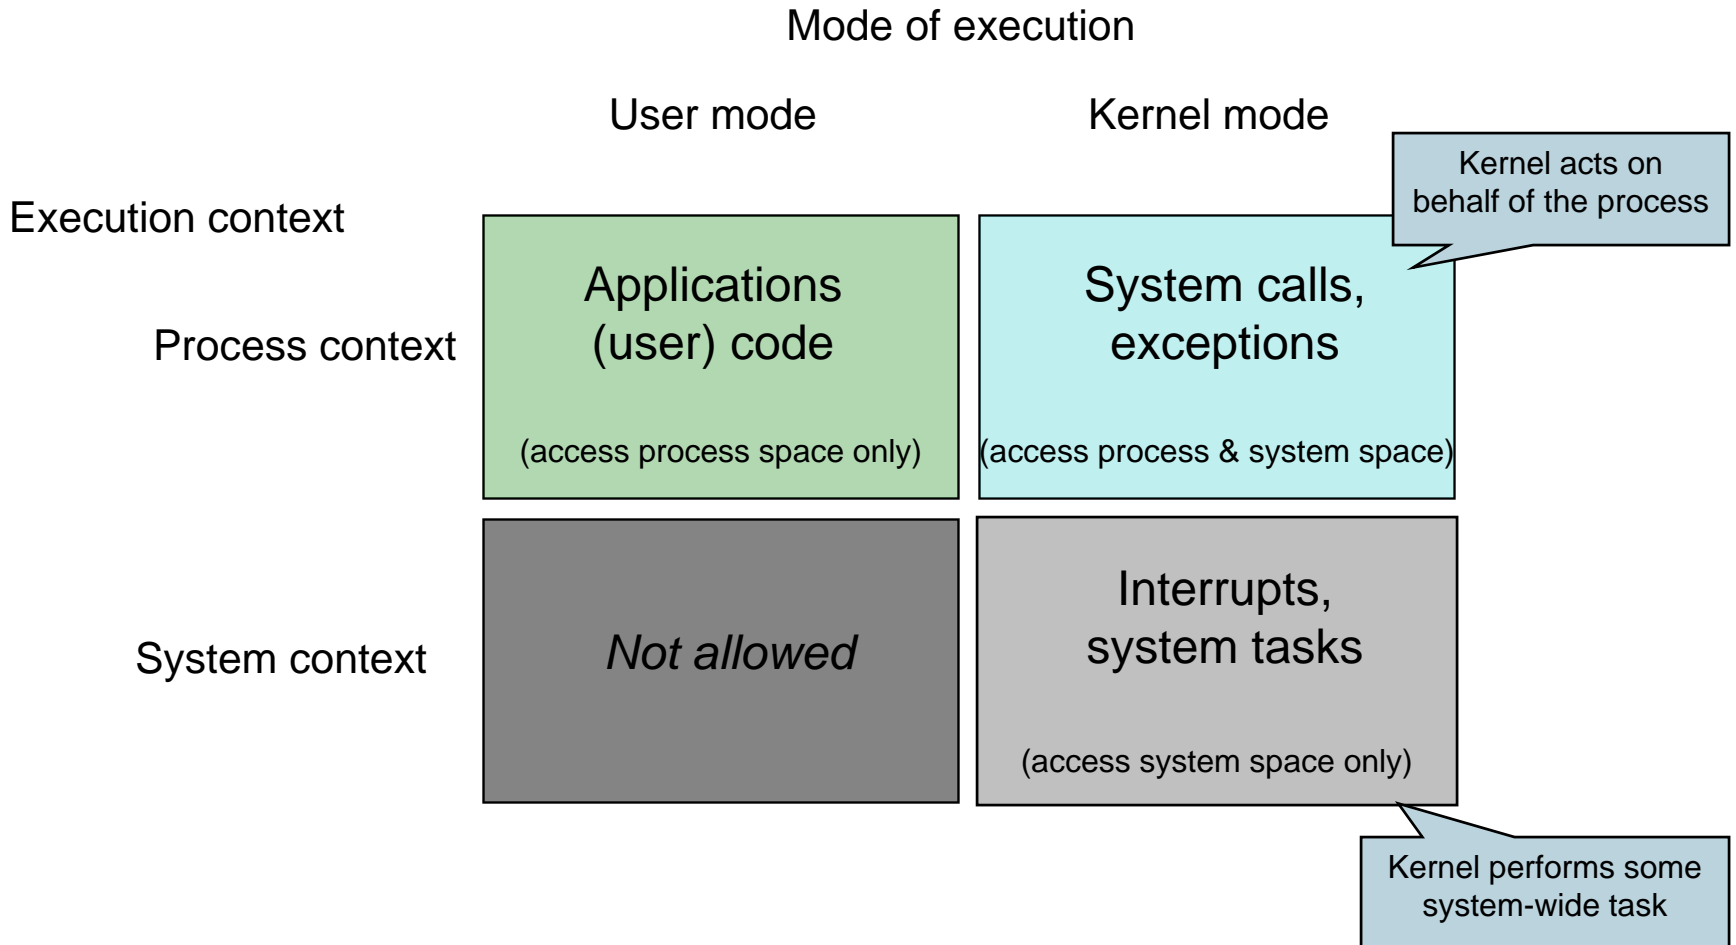 Mode of execution
User mode
Kernel mode
Kernel acts on
behalf of the process
Execution context
Process context
Applications
(user) code
(access process space only)
System calls,
exceptions
(access process & system space)
System context
Not allowed
Interrupts,
system tasks
(access system space only)
Kernel performs some
system-wide task